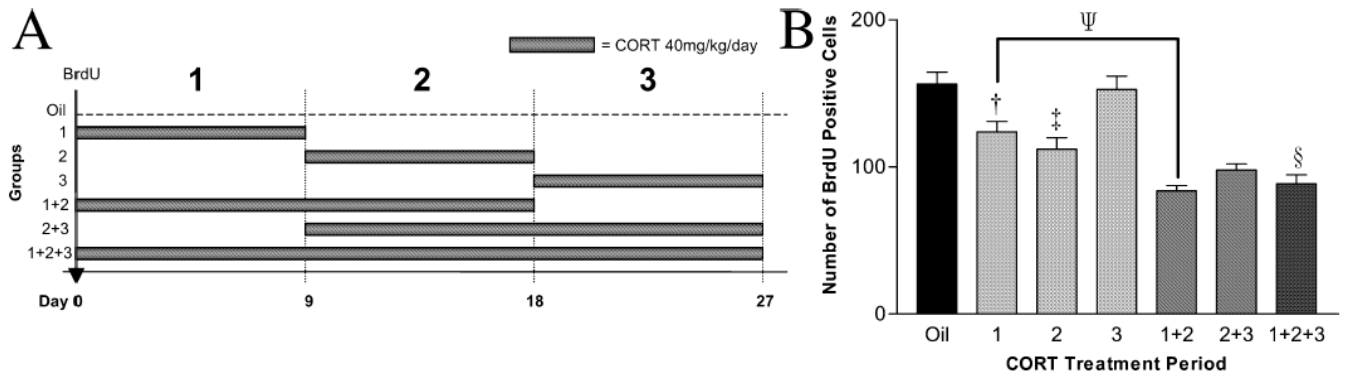 A
= CORT 40mg/kg/day
BrdU
1 2 3
Groups
Oil
1
2
3
1+2
2+3
1+2+3
Day 0 9 18 27
B
Number of BrdU Positive Cells
200
100
0
Ψ
† ‡ §
Oil 1 2 3 1+2 2+3 1+2+3
CORT Treatment Period